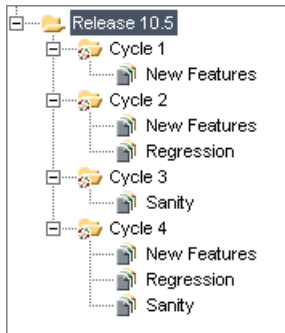 Release 10.5
Cycle 1
New Features
Cycle 2
New Features
Regression
Cycle 3
Sanity
Cycle 4
New Features
Regression
Sanity